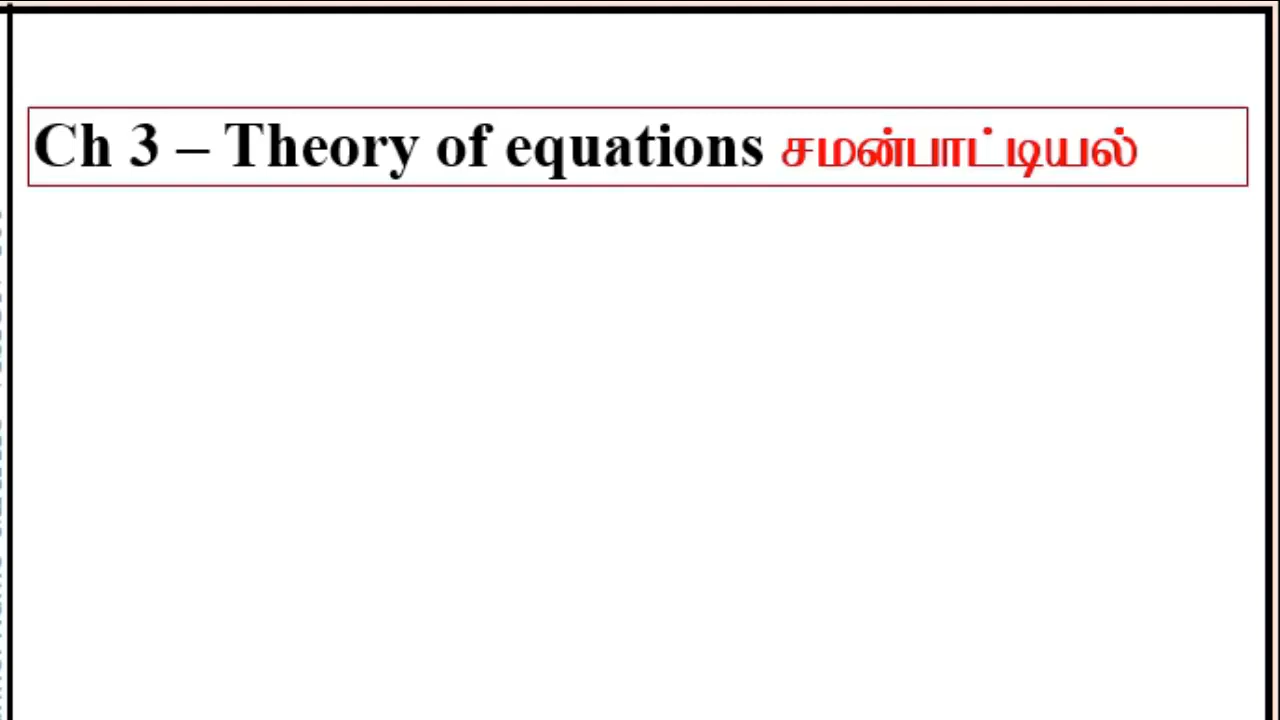 Ch 3 – Theory of equations சமன்பாட்டியல்